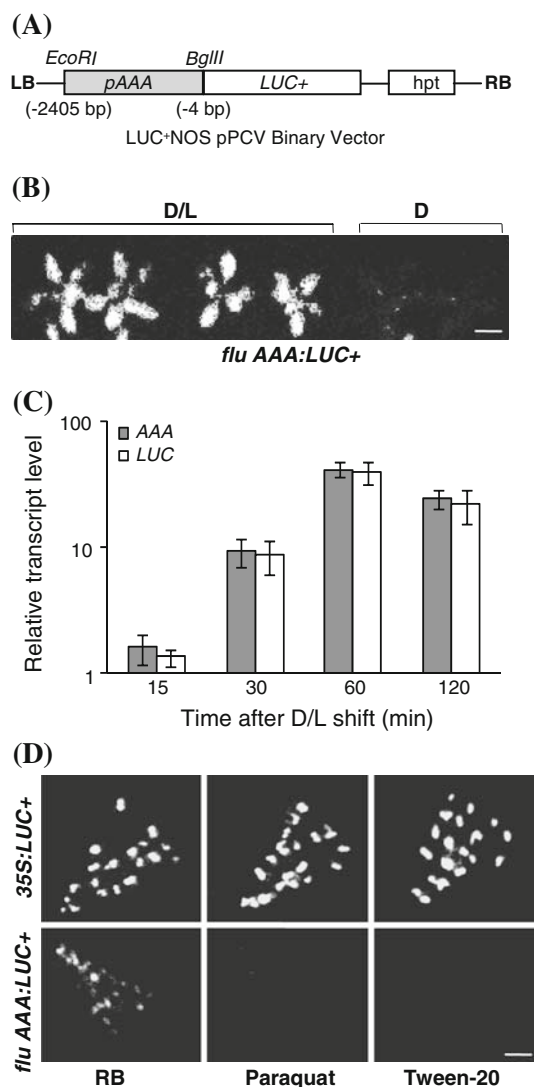 (A)
EcoRI BglII
LB pAAA LUC+ hpt RB
(-2405 bp) (-4 bp)
LUC+NOS pPCV Binary Vector
(B)
D/L D
flu AAA:LUC+
(C)
100
AAA
LUC
10
1
Relative transcript level
15 30 60 120
Time after D/L shift (min)
(D)
35S:LUC+
flu AAA:LUC+
RB Paraquat Tween-20